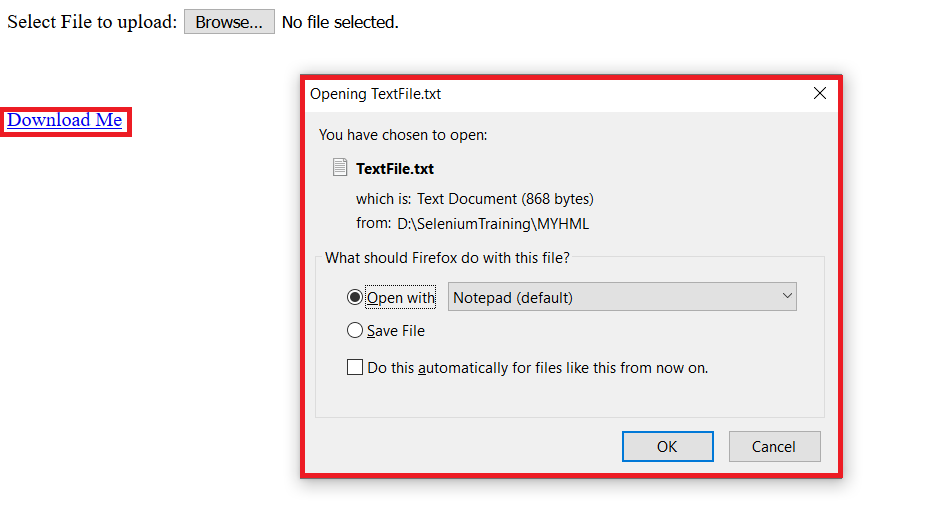 Select File to upload: Browse... No file selected.
Download Me
Opening TextFile.txt
You have chosen to open:
TextFile.txt
which is: Text Document (868 bytes)
from: D:\SeleniumTraining\MYHML
What should Firefox do with this file?
Open with Notepad (default)
Save File
Do this automatically for files like this from now on.
OK Cancel